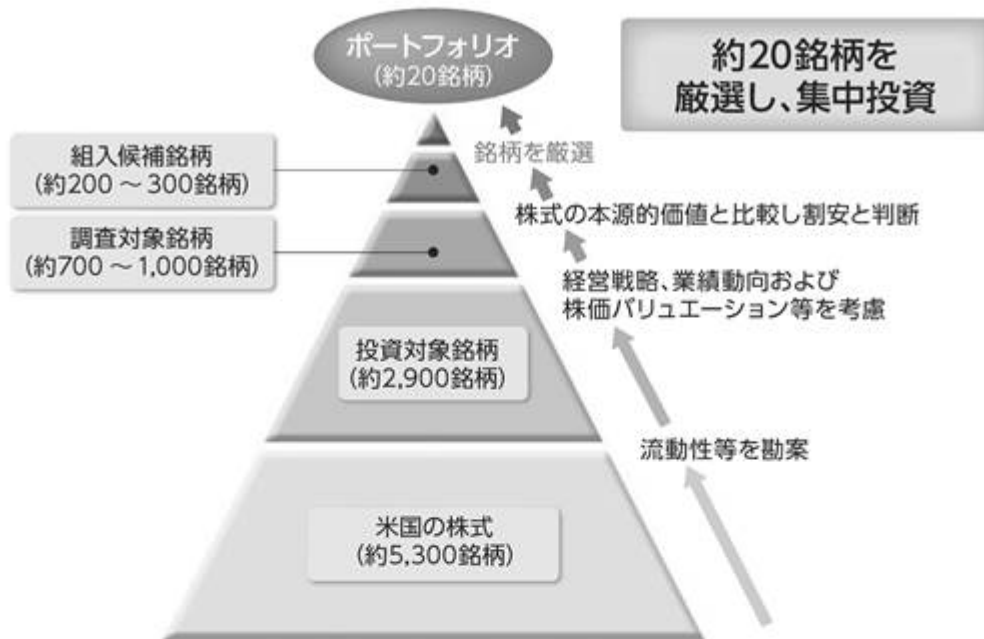 ポートフォリオ
(約20銘柄)
約20銘柄を
厳選し、集中投資
銘柄を厳選
組入候補銘柄
(約200 ～ 300銘柄)
株式の本源的価値と比較し割安と判断
調査対象銘柄
(約700 ～ 1,000銘柄)
経営戦略、業績動向および
株価バリュエーション等を考慮
投資対象銘柄
(約2,900銘柄)
流動性等を勘案
米国の株式
(約5,300銘柄)